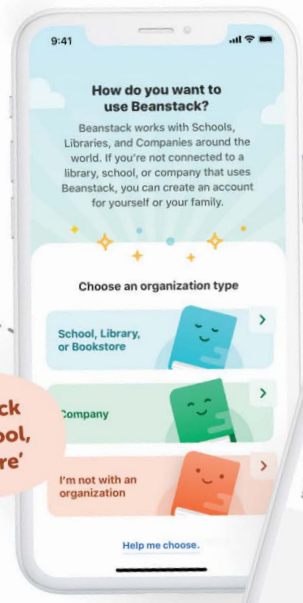 9:41
How do you want to
use Beanstack?
Beanstack works with Schools,
Libraries, and Companies around the
world. If you're not connected to a
library, school, or company that uses
Beanstack, you can create an account
for yourself or your family.
Choose an organization type
School, Library,
or Bookstore
ck
ool,
re'
Company
I'm not with an
organization
Help me choose.